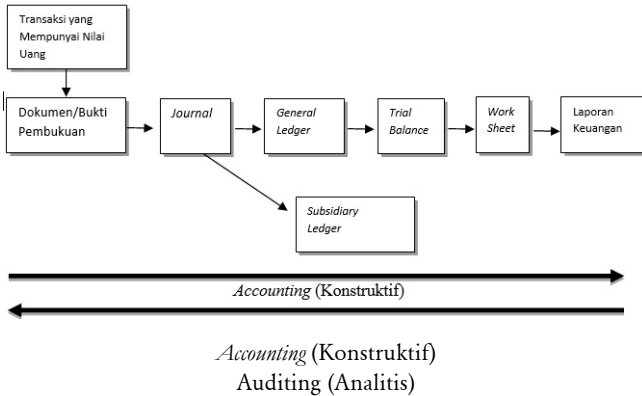 Transaksi yang
Mempunyai Nilai
Uang
Dokumen/Bukti
Pembukuan
Journal
General
Ledger
Trial
Balance
Work
Sheet
Laporan
Keuangan
Subsidiary
Ledger
Accounting (Konstruktif)
Accounting (Konstruktif)
Auditing (Analitis)